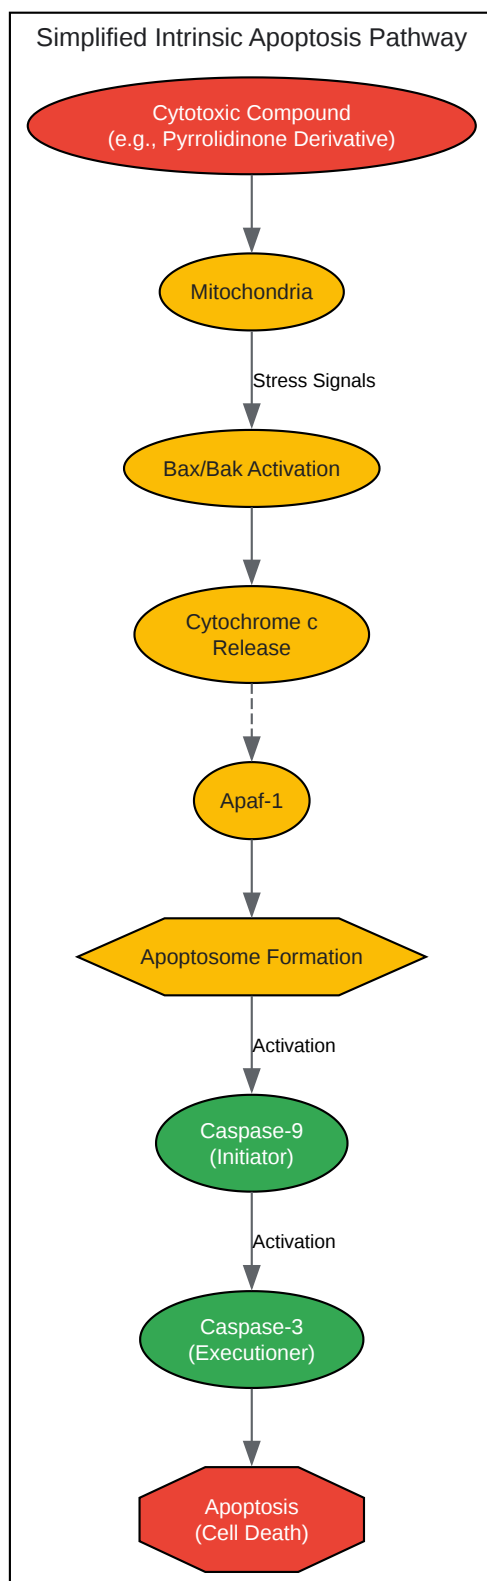 Simplified Intrinsic Apoptosis Pathway
Cytotoxic Compound
(e.g., Pyrrolidinone Derivative)
Mitochondria
Stress Signals
Bax/Bak Activation
Cytochrome c
Release
Apaf-1
Apoptosome Formation
Activation
Caspase-9
(Initiator)
Activation
Caspase-3
(Executioner)
Apoptosis
(Cell Death)